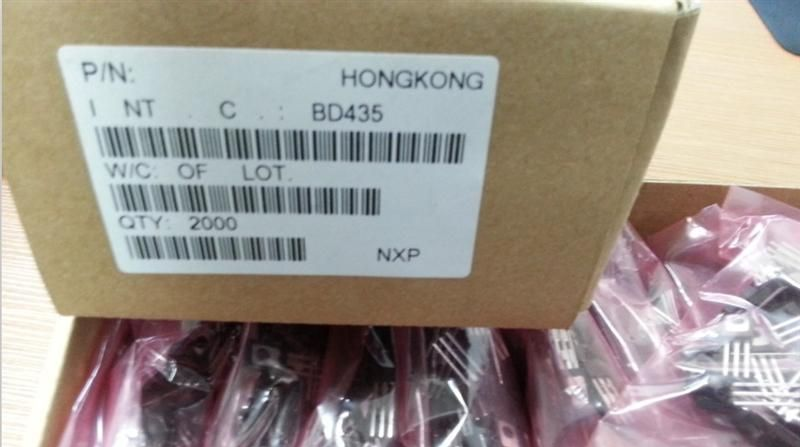 P/N: HONGKONG
I NT . C . : BD435
W/C: OF LOT.
QTY: 2000
NXP